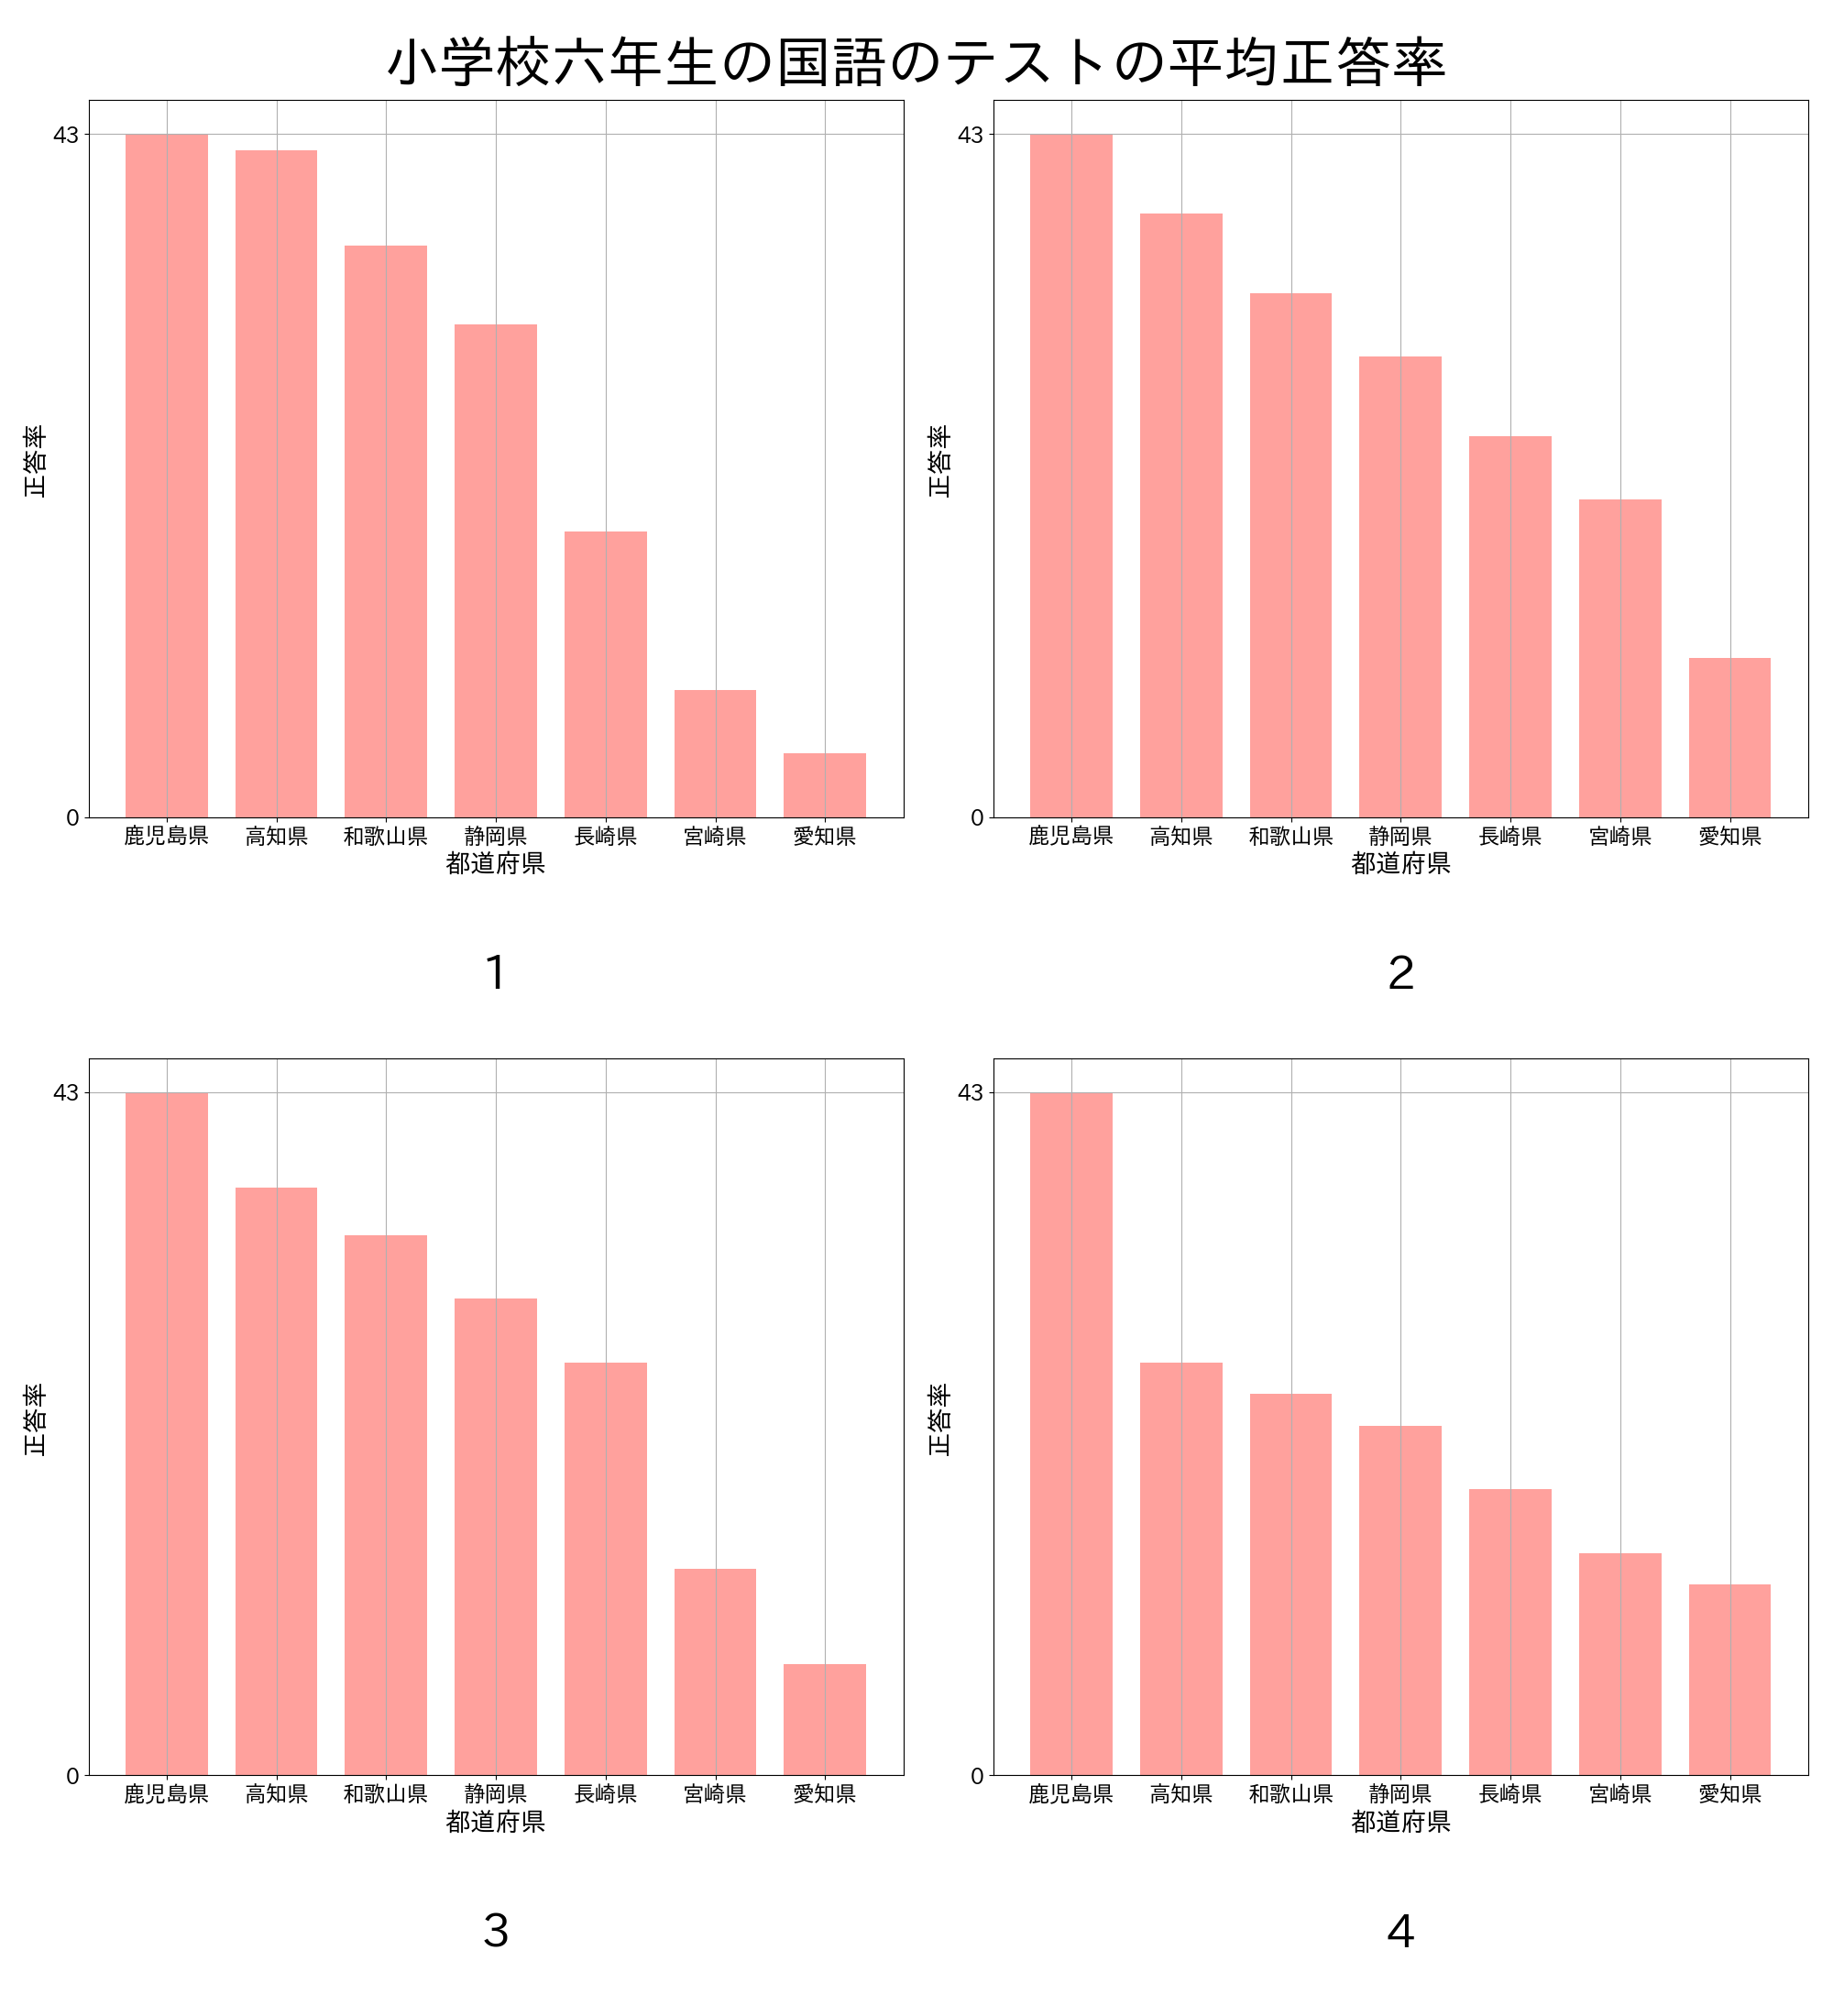 小学校六年生の国語のテストの平均正答率
43
0
正答率
鹿児島県 高知県 和歌山県 静岡県 長崎県 宮崎県 愛知県
都道府県
1
43
0
正答率
鹿児島県 高知県 和歌山県 静岡県 長崎県 宮崎県 愛知県
都道府県
2
43
0
正答率
鹿児島県 高知県 和歌山県 静岡県 長崎県 宮崎県 愛知県
都道府県
3
43
0
正答率
鹿児島県 高知県 和歌山県 静岡県 長崎県 宮崎県 愛知県
都道府県
4